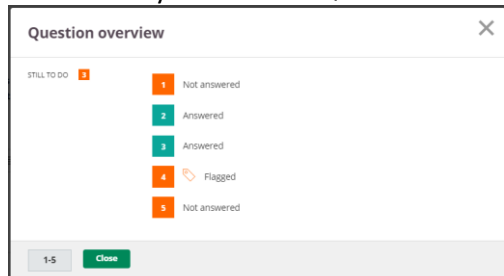 Question overview
STILL TO DO 3
1 Not answered
2 Answered
3 Answered
4 Flagged
5 Not answered
1-5 Close